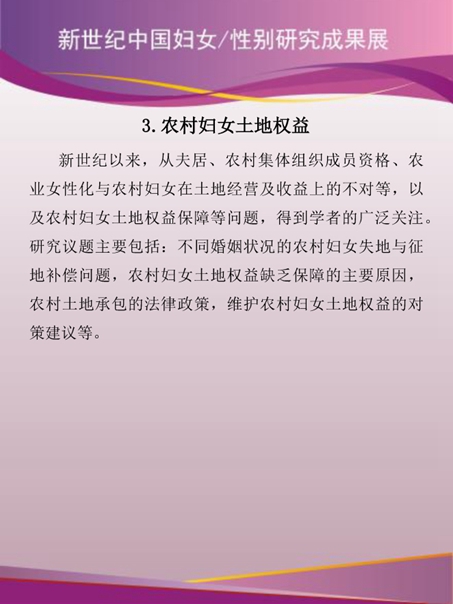 新世纪中国妇女/性别研究成果展
3.农村妇女土地权益
新世纪以来，从夫居、农村集体组织成员资格、农
业女性化与农村妇女在土地经营及收益上的不对等，以
及农村妇女土地权益保障等问题，得到学者的广泛关注。
研究议题主要包括：不同婚姻状况的农村妇女失地与征
地补偿问题，农村妇女土地权益缺乏保障的主要原因，
农村土地承包的法律政策，维护农村妇女土地权益的对
策建议等。